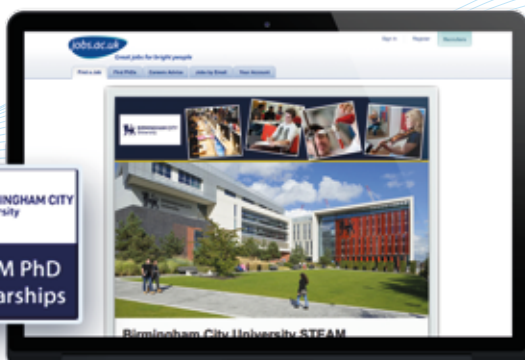 jobs.ac.uk
Great jobs for bright people
Sign in Register Recruiters
Find a Job Find PhDs Careers Advice Jobs by Email Your Account
BIRMINGHAM CITY
University
NGHAM CITY
rsity
M PhD
arships
Birmingham City University STEAM